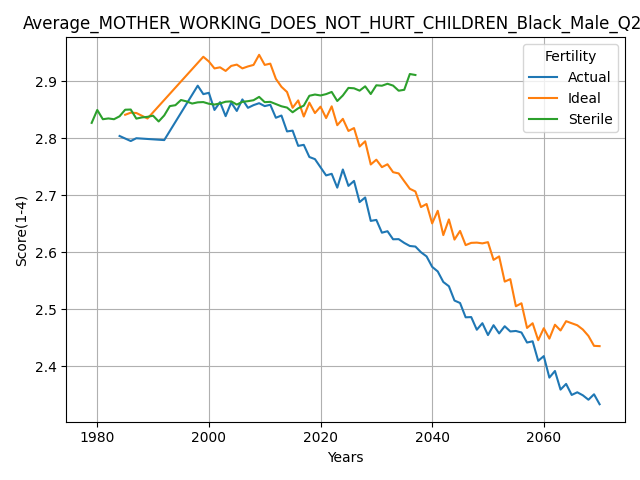 Average_MOTHER_WORKING_DOES_NOT_HURT_CHILDREN_Black_Male_Q2
Fertility
Actual
Ideal
Sterile
Score(1-4)
2.9
2.8
2.7
2.6
2.5
2.4
1980
2000
2020
2040
2060
Years